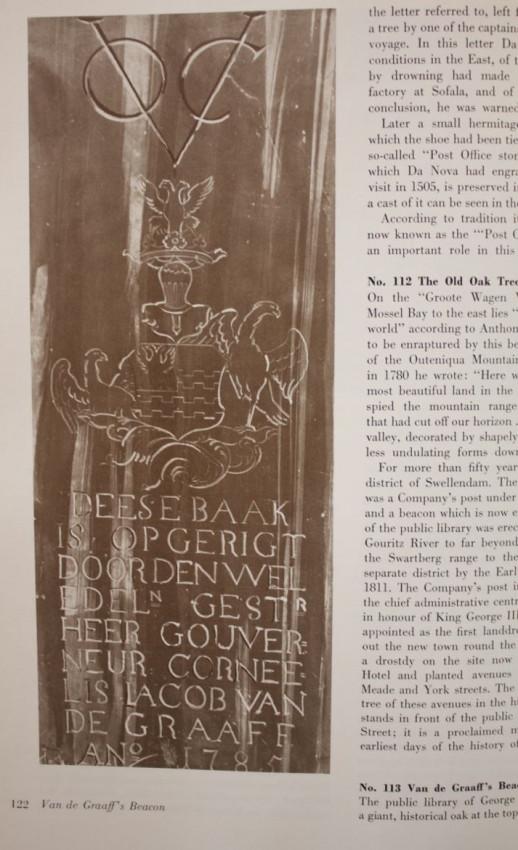 VOC
DEESE BAAK
IS OPGERIGT
DOOR DEN WEL
EDELN GESTR
HEER GOUVER=
NEUR CORNEE=
LIS IACOB VAN
DE GRAAFF
ANO 178
122 Van de Graaff's Beacon
the letter referred to, left
a tree by one of the captain
voyage. In this letter Da
conditions in the East, of
by drowning had made
factory at Sofala, and of
conclusion, he was warned
Later a small hermitage
which the shoe had been tie
so-called "Post Office ston
which Da Nova had engra
visit in 1505, is preserved i
a cast of it can be seen in the
According to tradition i
now known as the "'Post O
an important role in this
No. 112 The Old Oak Tree
On the "Groote Wagen
Mossel Bay to the east lies "
world" according to Anthon
to be enraptured by this be
of the Outeniqua Mountain
in 1780 he wrote: "Here w
most beautiful land in the
spied the mountain range
that had cut off our horizon
valley, decorated by shapely
less undulating forms down
For more than fifty year
district of Swellendam. The
was a Company's post under
and a beacon which is now e
of the public library was erec
Gouritz River to far beyond
the Swartberg range to the
separate district by the Earl
1811. The Company's post i
the chief administrative centr
in honour of King George III
appointed as the first landdr
out the new town round the
a drostdy on the site now
Hotel and planted avenues
Meade and York streets. The
tree of these avenues in the hi
stands in front of the public
Street; it is a proclaimed m
earliest days of the history of
No. 113 Van de Graaff's Beac
The public library of George
a giant, historical oak at the top